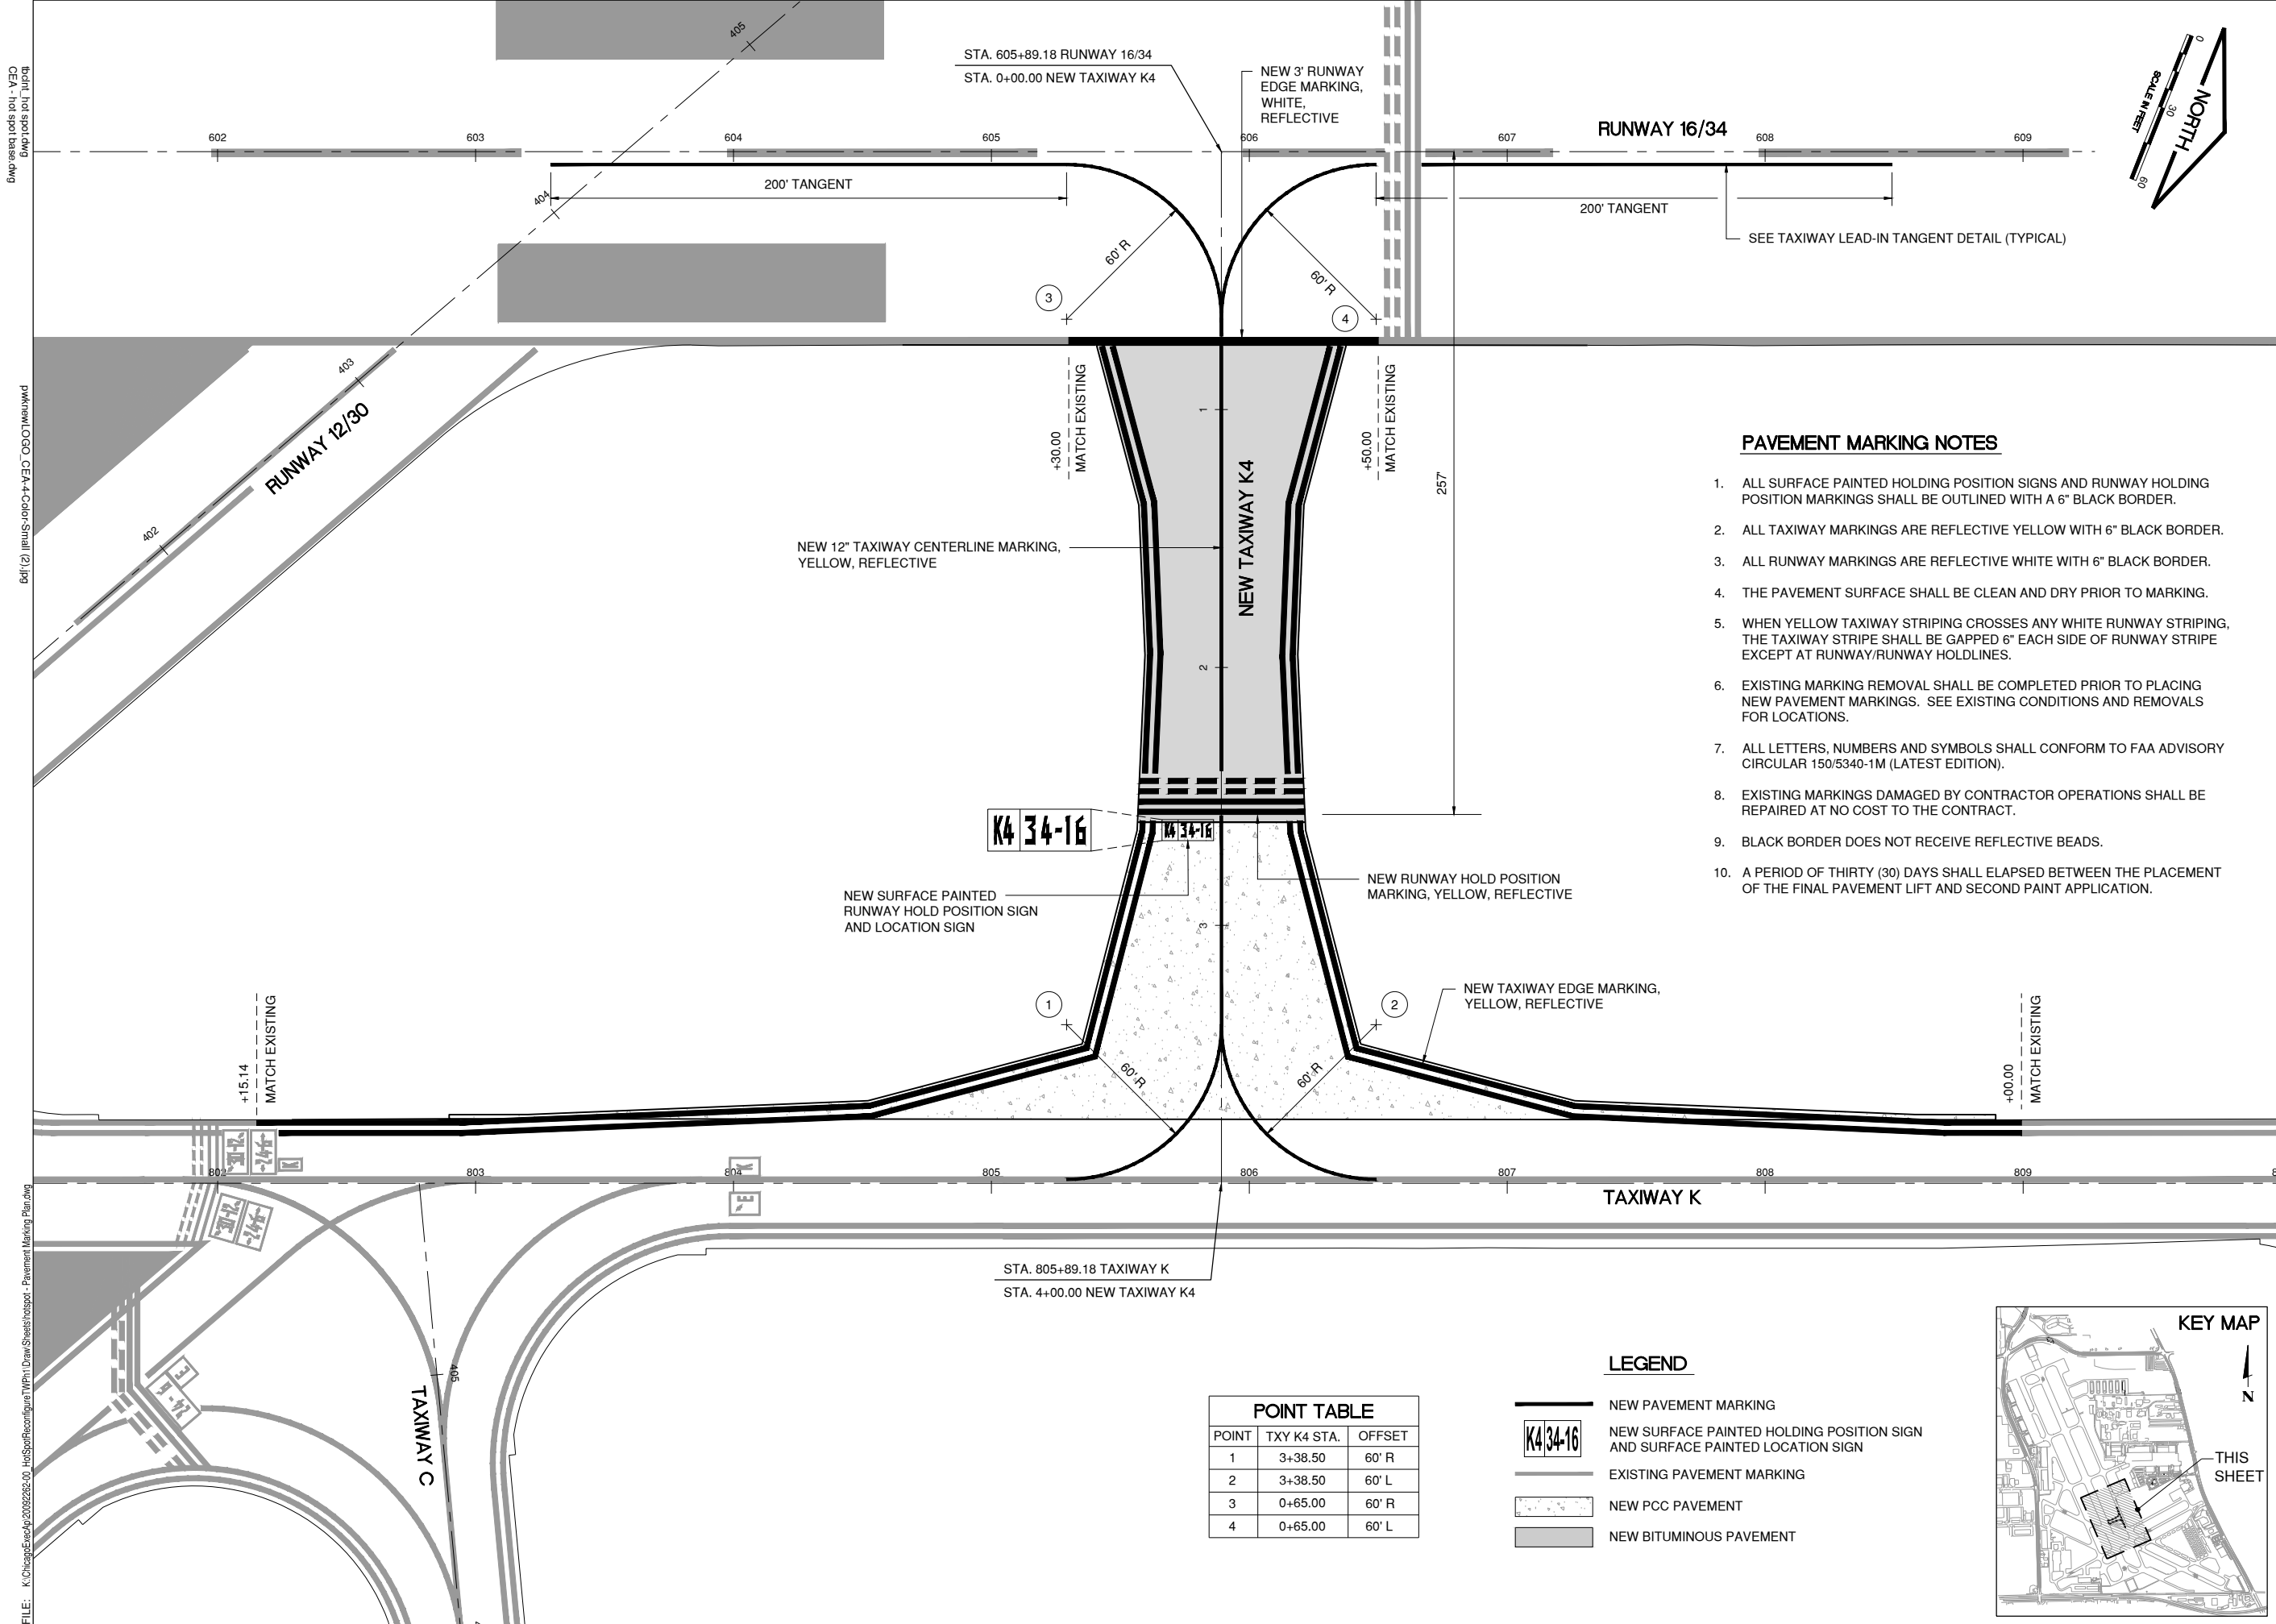 tbdrnt_hot spot.dwg
CEA - hot spot base.dwg
pwknewLOGO_CEA-4-Color-Small (2).jpg
FILE: K:\ChicagoExecAp\20092262-00_HotSpotReconfigureTWPh1\Draw\Sheets\hotspot - Pavement Marking Plan.dwg
405
STA. 605+89.18 RUNWAY 16/34
STA. 0+00.00 NEW TAXIWAY K4
NEW 3' RUNWAY
EDGE MARKING,
WHITE,
REFLECTIVE
RUNWAY 16/34
NORTH
0
30
60
SCALE IN FEET
602
603
604
605
606
607
608
609
200' TANGENT
200' TANGENT
404
SEE TAXIWAY LEAD-IN TANGENT DETAIL (TYPICAL)
60' R
60' R
3
4
403
RUNWAY 12/30
402
+30.00
MATCH EXISTING
+50.00
MATCH EXISTING
1
NEW TAXIWAY K4
257'
NEW 12" TAXIWAY CENTERLINE MARKING,
YELLOW, REFLECTIVE
2
PAVEMENT MARKING NOTES
1. ALL SURFACE PAINTED HOLDING POSITION SIGNS AND RUNWAY HOLDING
POSITION MARKINGS SHALL BE OUTLINED WITH A 6" BLACK BORDER.
2. ALL TAXIWAY MARKINGS ARE REFLECTIVE YELLOW WITH 6" BLACK BORDER.
3. ALL RUNWAY MARKINGS ARE REFLECTIVE WHITE WITH 6" BLACK BORDER.
4. THE PAVEMENT SURFACE SHALL BE CLEAN AND DRY PRIOR TO MARKING.
5. WHEN YELLOW TAXIWAY STRIPING CROSSES ANY WHITE RUNWAY STRIPING,
THE TAXIWAY STRIPE SHALL BE GAPPED 6" EACH SIDE OF RUNWAY STRIPE
EXCEPT AT RUNWAY/RUNWAY HOLDLINES.
6. EXISTING MARKING REMOVAL SHALL BE COMPLETED PRIOR TO PLACING
NEW PAVEMENT MARKINGS. SEE EXISTING CONDITIONS AND REMOVALS
FOR LOCATIONS.
7. ALL LETTERS, NUMBERS AND SYMBOLS SHALL CONFORM TO FAA ADVISORY
CIRCULAR 150/5340-1M (LATEST EDITION).
8. EXISTING MARKINGS DAMAGED BY CONTRACTOR OPERATIONS SHALL BE
REPAIRED AT NO COST TO THE CONTRACT.
9. BLACK BORDER DOES NOT RECEIVE REFLECTIVE BEADS.
10. A PERIOD OF THIRTY (30) DAYS SHALL ELAPSED BETWEEN THE PLACEMENT
OF THE FINAL PAVEMENT LIFT AND SECOND PAINT APPLICATION.
K4 34-16
K4 34-16
NEW SURFACE PAINTED
RUNWAY HOLD POSITION SIGN
AND LOCATION SIGN
NEW RUNWAY HOLD POSITION
MARKING, YELLOW, REFLECTIVE
3
NEW TAXIWAY EDGE MARKING,
YELLOW, REFLECTIVE
1
2
60' R
60' R
+15.14
MATCH EXISTING
+00.00
MATCH EXISTING
30-12
24-6
K
802
803
804
805
806
807
808
809
8
K
E
30-12
24-6
TAXIWAY K
STA. 805+89.18 TAXIWAY K
STA. 4+00.00 NEW TAXIWAY K4
E
24-6
405
TAXIWAY C
POINT TABLE
POINT TXY K4 STA. OFFSET
1 3+38.50 60' R
2 3+38.50 60' L
3 0+65.00 60' R
4 0+65.00 60' L
LEGEND
NEW PAVEMENT MARKING
K4 34-16
NEW SURFACE PAINTED HOLDING POSITION SIGN
AND SURFACE PAINTED LOCATION SIGN
EXISTING PAVEMENT MARKING
NEW PCC PAVEMENT
NEW BITUMINOUS PAVEMENT
KEY MAP
N
THIS
SHEET